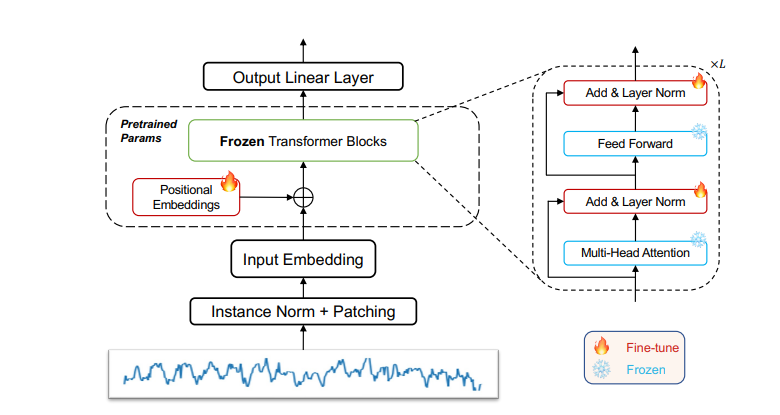 Output Linear Layer
Pretrained
Params
Frozen Transformer Blocks
Positional
Embeddings
Input Embedding
Instance Norm + Patching
×L
Add & Layer Norm
Feed Forward
Add & Layer Norm
Multi-Head Attention
Fine-tune
Frozen